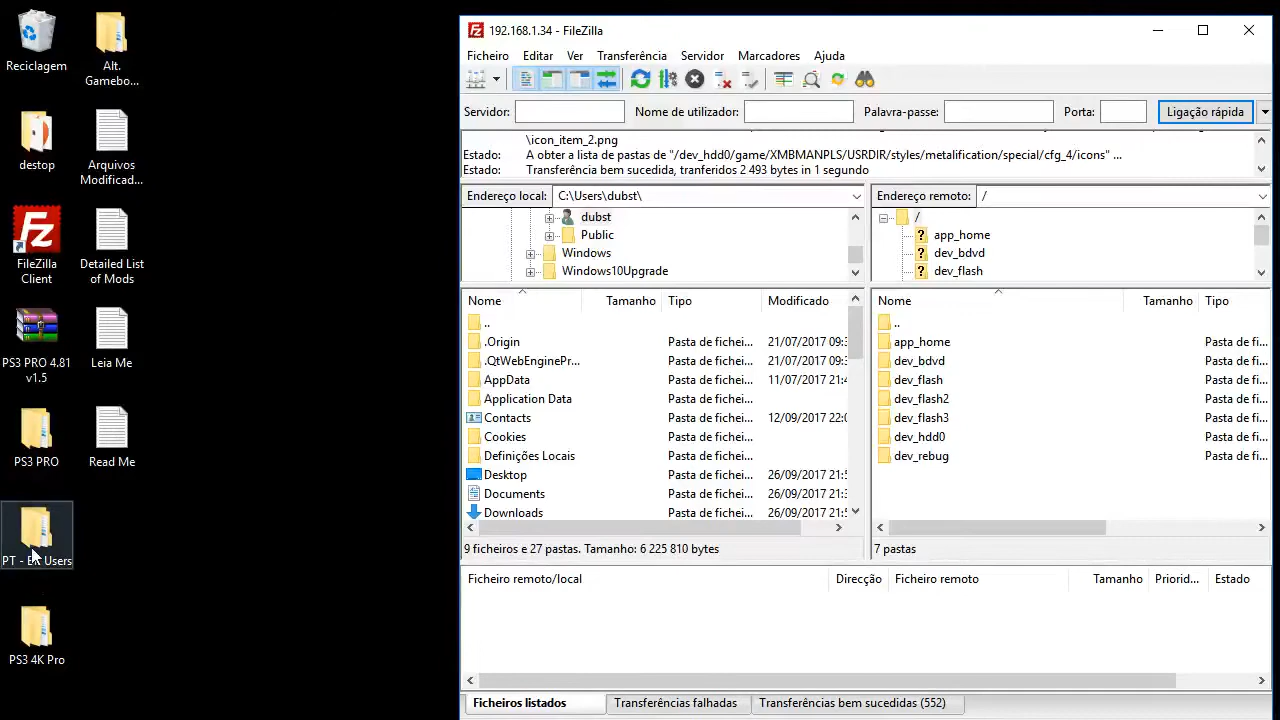 Reciclagem
Alt.
Gamebo...
destop
Arquivos
Modificad...
FileZilla
Client
Detailed List
of Mods
PS3 PRO 4.81
v1.5
Leia Me
PS3 PRO
Read Me
Users
PS3 4K Pro
192.168.1.34 - FileZilla
Ficheiro Editar Ver Transferência Servidor Marcadores Ajuda
Servidor: Nome de utilizador: Palavra-passe: Porta: Ligação rápida
\icon_item_2.png
Estado: A obter a lista de pastas de "/dev_hdd0/game/XMBMANPLS/USRDIR/styles/metalification/special/cfg_4/icons" ...
Estado: Transferência bem sucedida, tranferidos 2 493 bytes in 1 segundo
Endereço local: C:\Users\dubst\
dubst
Public
Windows
Windows10Upgrade
Endereço remoto: /
/
app_home
dev_bdvd
dev_flash
Nome Tamanho Tipo Modificado
..
.Origin Pasta de fichei... 21/07/2017 09:
.QtWebEnginePr... Pasta de fichei... 21/07/2017 09:
AppData Pasta de fichei... 11/07/2017 21:
Application Data Pasta de fichei...
Contacts Pasta de fichei... 12/09/2017 22:
Cookies Pasta de fichei...
Definições Locais Pasta de fichei...
Desktop Pasta de fichei... 26/09/2017 21:
Documents Pasta de fichei... 26/09/2017 21:
Downloads Pasta de fichei... 26/09/2017 21:
9 ficheiros e 27 pastas. Tamanho: 6 225 810 bytes
Nome Tamanho Tipo
..
app_home Pasta de fi...
dev_bdvd Pasta de fi...
dev_flash Pasta de fi...
dev_flash2 Pasta de fi...
dev_flash3 Pasta de fi...
dev_hdd0 Pasta de fi...
dev_rebug Pasta de fi...
7 pastas
Ficheiro remoto/local Direcção Ficheiro remoto Tamanho Priorid... Estado
Ficheiros listados Transferências falhadas Transferências bem sucedidas (552)